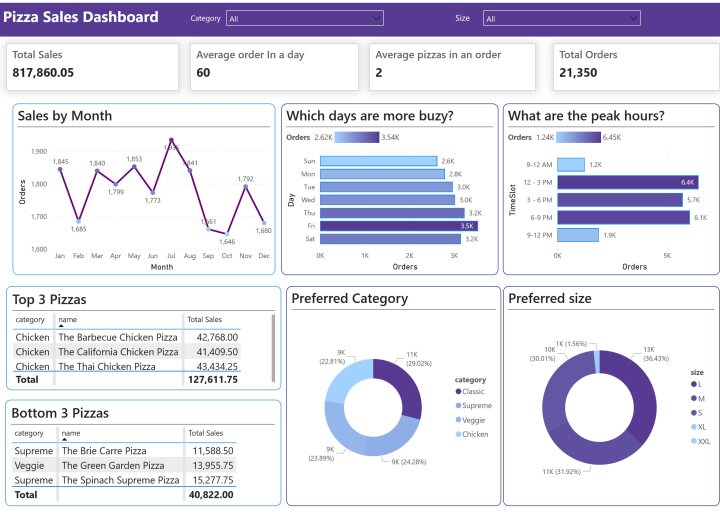 Pizza Sales Dashboard
Category All
Size All
Total Sales
817,860.05
Average order In a day
60
Average pizzas in an order
2
Total Orders
21,350
Sales by Month
Orders
1,900
1,800
1,700
1,600
1,845
1,685
1,840
1,799
1,853
1,773
1,935
1,841
1,661
1,646
1,792
1,680
Jan Feb Mar Apr May Jun Jul Aug Sep Oct Nov Dec
Month
Which days are more buzy?
Orders 2.62K 3.54K
Day
Sun 2.6K
Mon 2.8K
Tue 3.0K
Wed 3.0K
Thu 3.2K
Fri 3.5K
Sat 3.2K
0K 1K 2K 3K
Orders
What are the peak hours?
Orders 1.24K 6.45K
TimeSlot
9-12 AM 1.2K
12 - 3 PM 6.4K
3 - 6 PM 5.7K
6-9 PM 6.1K
9-12 PM 1.9K
0K 5K
Orders
Top 3 Pizzas
category name Total Sales
Chicken The Barbecue Chicken Pizza 42,768.00
Chicken The California Chicken Pizza 41,409.50
Chicken The Thai Chicken Pizza 43,434.25
Total 127,611.75
Bottom 3 Pizzas
category name Total Sales
Supreme The Brie Carre Pizza 11,588.50
Veggie The Green Garden Pizza 13,955.75
Supreme The Spinach Supreme Pizza 15,277.75
Total 40,822.00
Preferred Category
9K
(22.81%)
11K
(29.02%)
9K
(23.89%)
9K (24.28%)
category
Classic
Supreme
Veggie
Chicken
Preferred size
1K (1.56%)
10K
(30.01%)
13K
(36.43%)
11K (31.92%)
size
L
M
S
XL
XXL